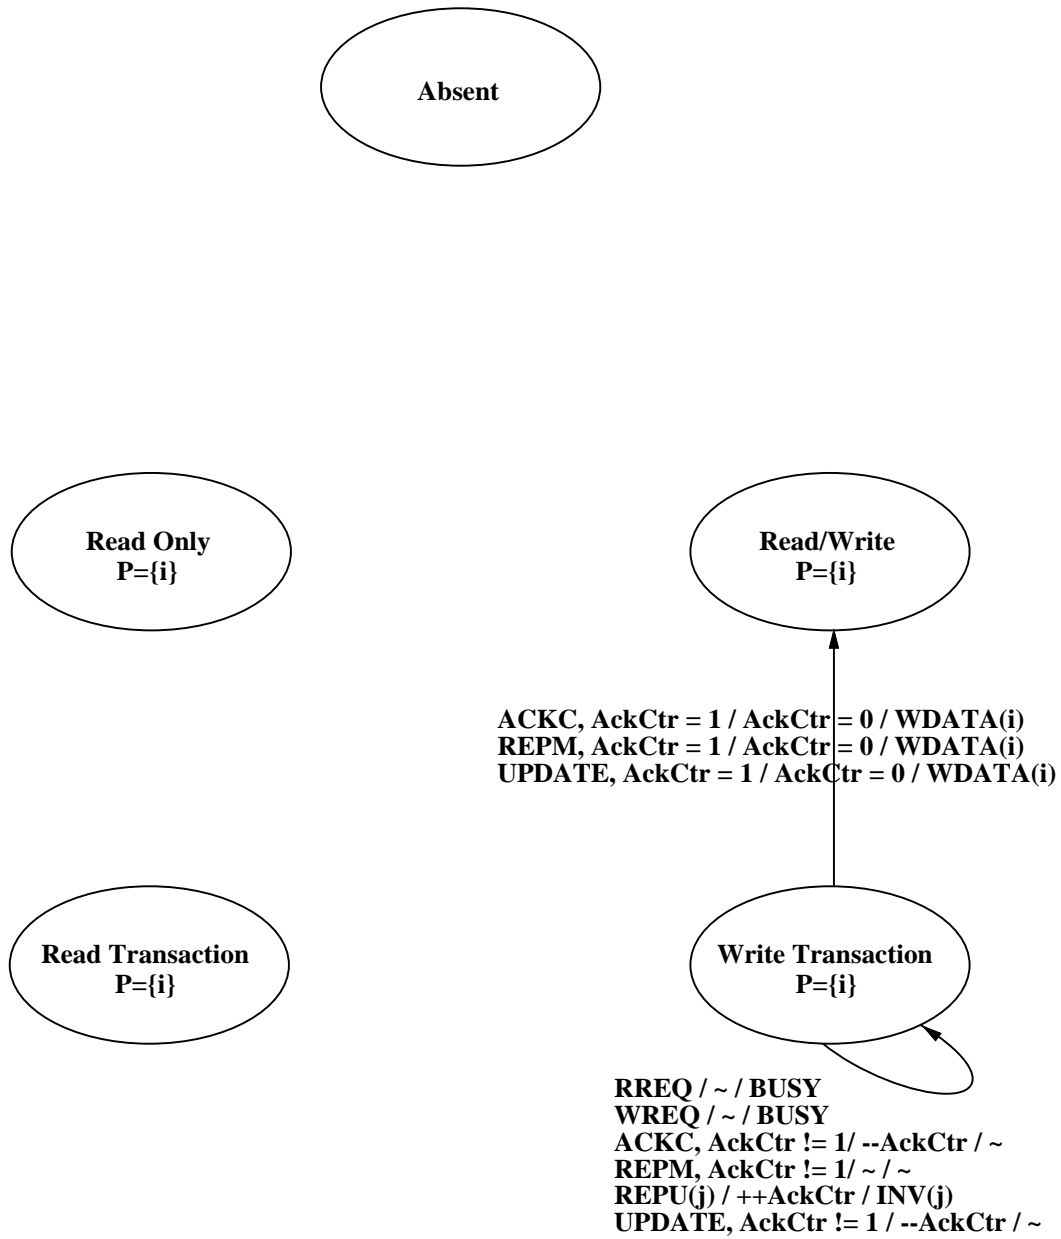 Absent
Read Only
P={i}
Read/Write
P={i}
ACKC, AckCtr = 1 / AckCtr = 0 / WDATA(i)
REPM, AckCtr = 1 / AckCtr = 0 / WDATA(i)
UPDATE, AckCtr = 1 / AckCtr = 0 / WDATA(i)
Read Transaction
P={i}
Write Transaction
P={i}
RREQ / ~ / BUSY
WREQ / ~ / BUSY
ACKC, AckCtr != 1/ --AckCtr / ~
REPM, AckCtr != 1/ ~ / ~
REPU(j) / ++AckCtr / INV(j)
UPDATE, AckCtr != 1 / --AckCtr / ~